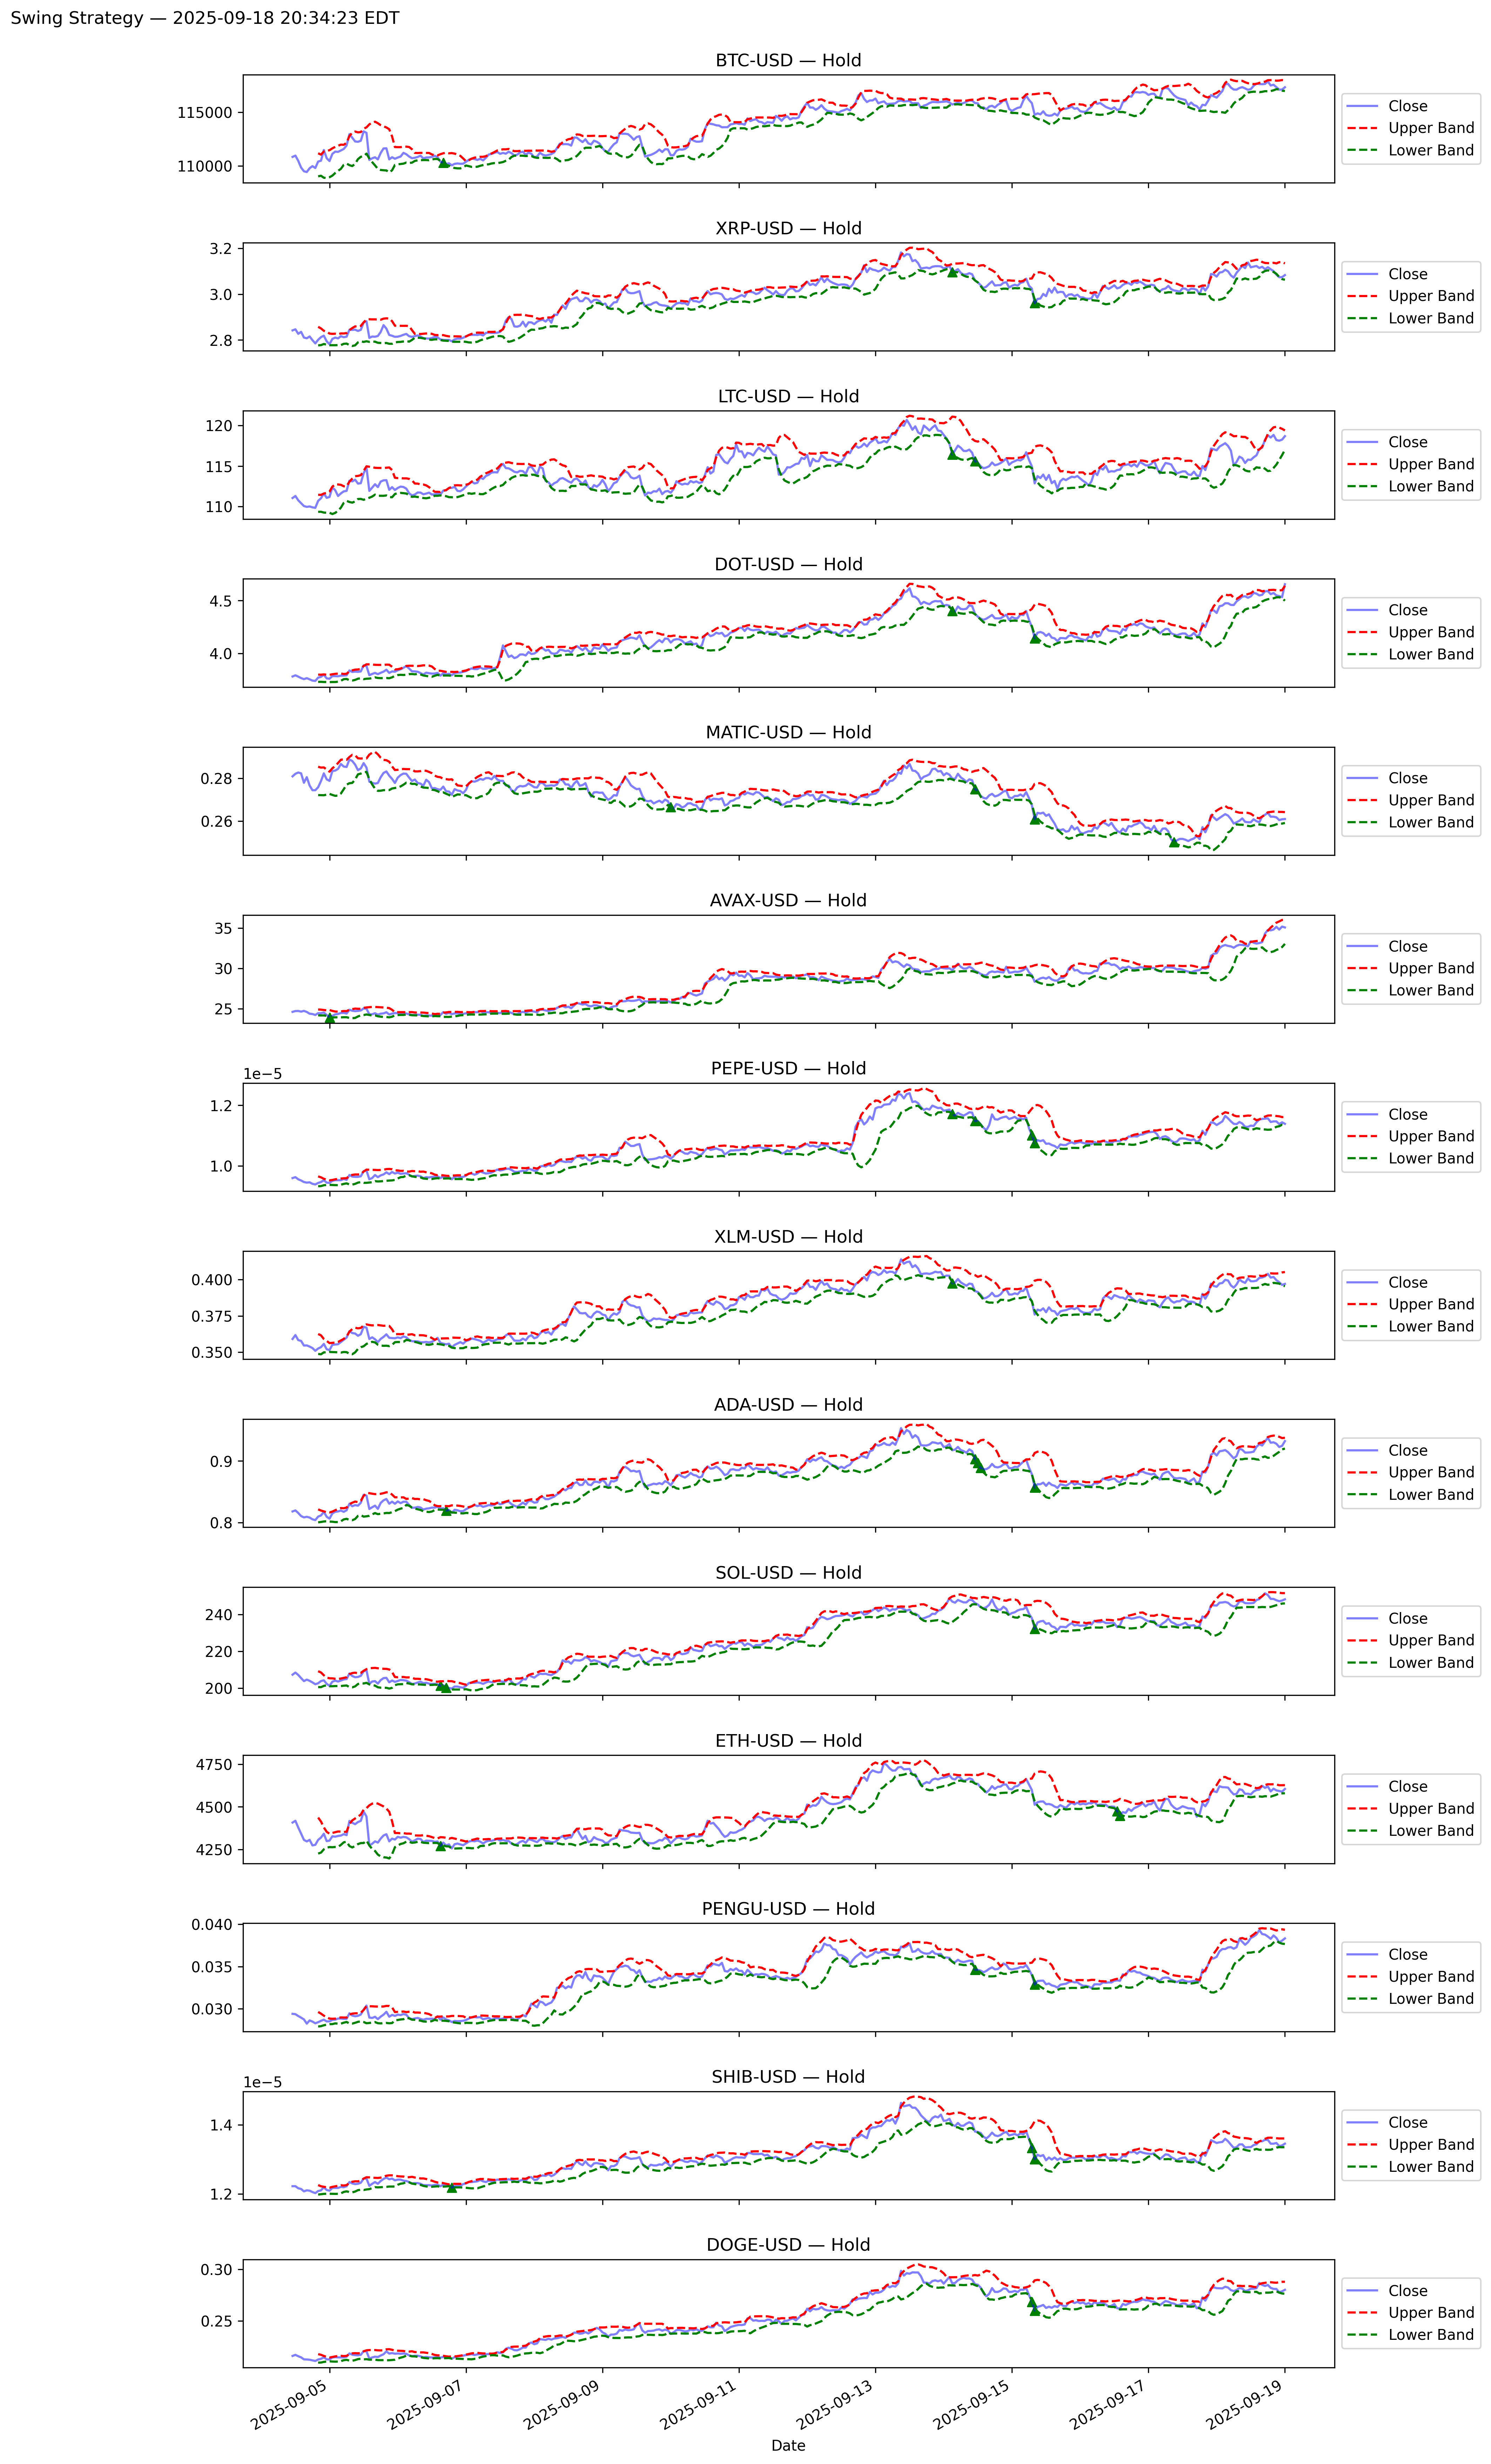 Swing Strategy — 2025-09-18 20:34:23 EDT
BTC-USD — Hold
115000
110000
Close
Upper Band
Lower Band
XRP-USD — Hold
3.2
3.0
2.8
Close
Upper Band
Lower Band
LTC-USD — Hold
120
115
110
Close
Upper Band
Lower Band
DOT-USD — Hold
4.5
4.0
Close
Upper Band
Lower Band
MATIC-USD — Hold
0.28
0.26
Close
Upper Band
Lower Band
AVAX-USD — Hold
35
30
25
Close
Upper Band
Lower Band
PEPE-USD — Hold
1e−5
1.2
1.0
Close
Upper Band
Lower Band
XLM-USD — Hold
0.400
0.375
0.350
Close
Upper Band
Lower Band
ADA-USD — Hold
0.9
0.8
Close
Upper Band
Lower Band
SOL-USD — Hold
240
220
200
Close
Upper Band
Lower Band
ETH-USD — Hold
4750
4500
4250
Close
Upper Band
Lower Band
PENGU-USD — Hold
0.040
0.035
0.030
Close
Upper Band
Lower Band
SHIB-USD — Hold
1e−5
1.4
1.2
Close
Upper Band
Lower Band
DOGE-USD — Hold
0.30
0.25
Close
Upper Band
Lower Band
2025-09-05
2025-09-07
2025-09-09
2025-09-11
2025-09-13
2025-09-15
2025-09-17
2025-09-19
Date